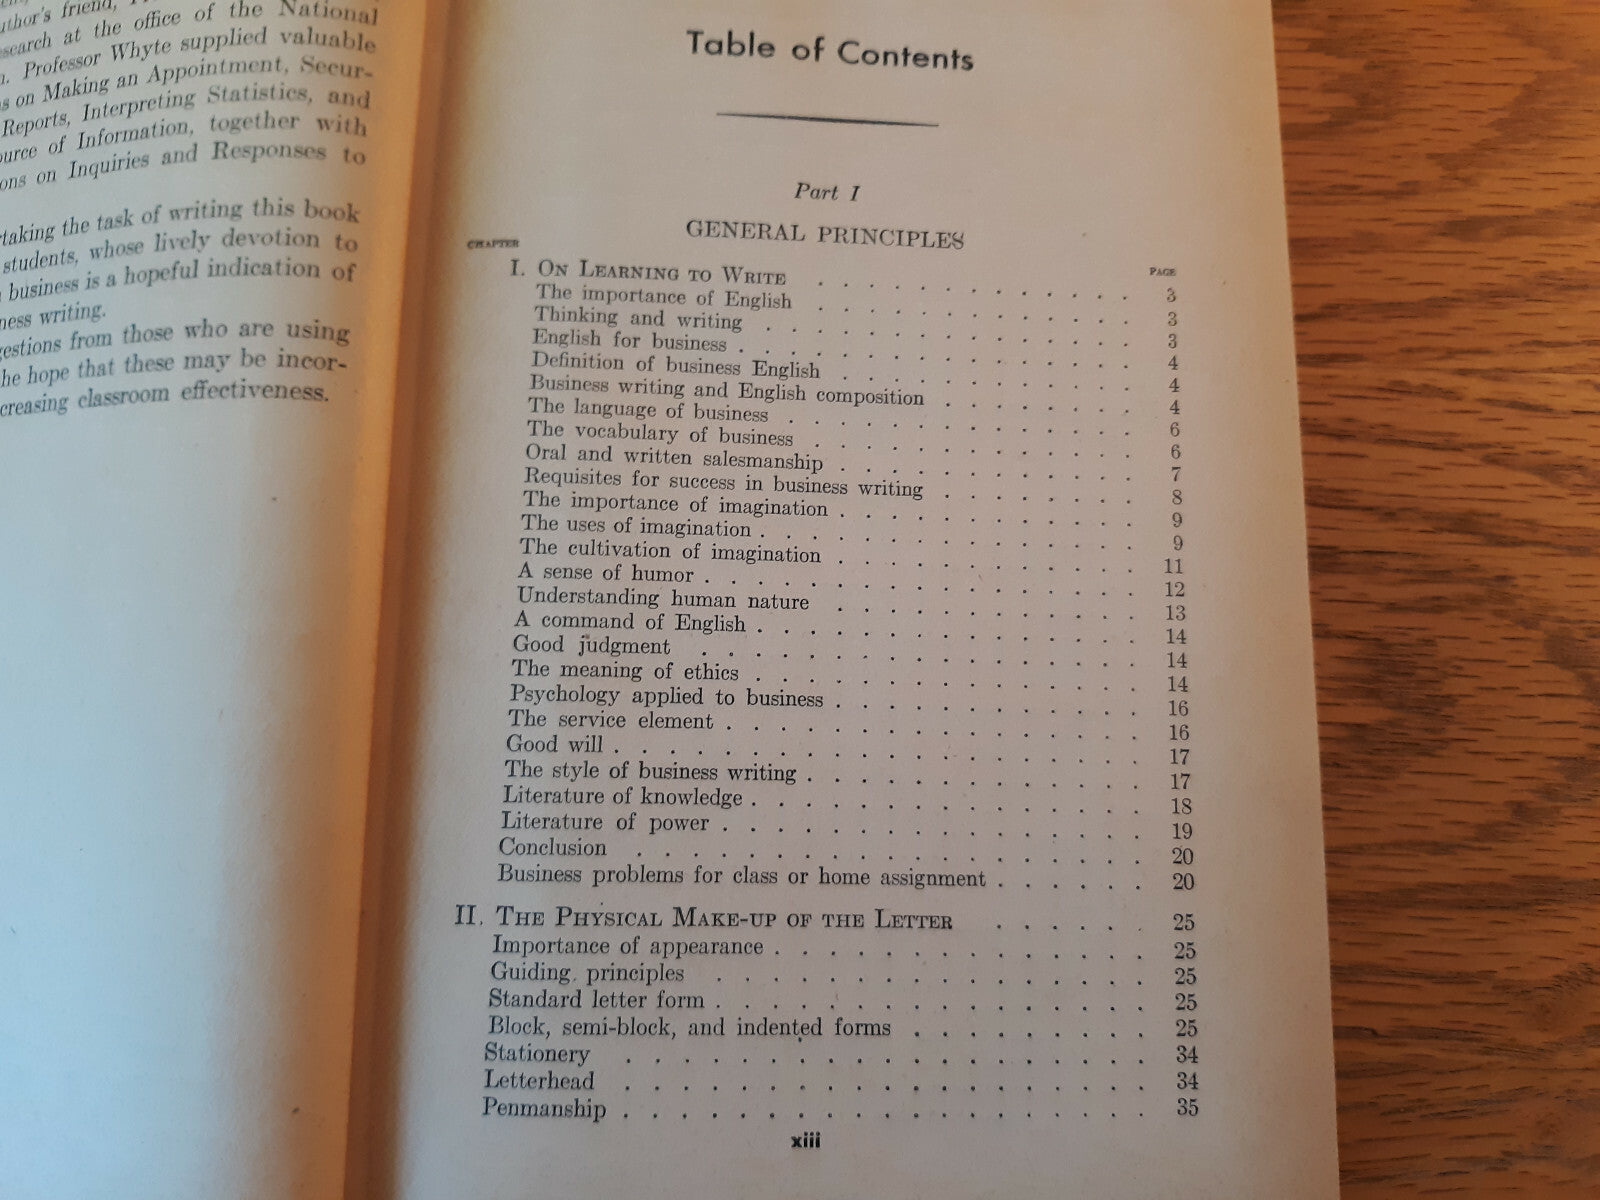 uthor's friend,
search at the office of the National
n. Professor Whyte supplied valuable
s on Making an Appointment, Secur-
Reports, Interpreting Statistics, and
ource of Information, together with
ons on Inquiries and Responses to
taking the task of writing this book
students, whose lively devotion to
business is a hopeful indication of
ness writing.
gestions from those who are using
he hope that these may be incor-
creasing classroom effectiveness.
Table of Contents
Part I
GENERAL PRINCIPLES
CHAPTER PAGE
I. ON LEARNING TO WRITE . . . . . . . . . . . . 3
The importance of English . . . . . . . . . . . . 3
Thinking and writing . . . . . . . . . . . . . . 3
English for business . . . . . . . . . . . . . . . 4
Definition of business English . . . . . . . . . . . 4
Business writing and English composition . . . . . . . 4
The language of business . . . . . . . . . . . . . 6
The vocabulary of business . . . . . . . . . . . . 6
Oral and written salesmanship . . . . . . . . . . . 7
Requisites for success in business writing . . . . . . . 8
The importance of imagination . . . . . . . . . . . 9
The uses of imagination . . . . . . . . . . . . . . 9
The cultivation of imagination . . . . . . . . . . . 11
A sense of humor . . . . . . . . . . . . . . . . 12
Understanding human nature . . . . . . . . . . . 13
A command of English . . . . . . . . . . . . . . 14
Good judgment . . . . . . . . . . . . . . . . 14
The meaning of ethics . . . . . . . . . . . . . . 14
Psychology applied to business . . . . . . . . . . . 16
The service element . . . . . . . . . . . . . . . 16
Good will . . . . . . . . . . . . . . . . . . . 17
The style of business writing . . . . . . . . . . . . 17
Literature of knowledge . . . . . . . . . . . . . . 18
Literature of power . . . . . . . . . . . . . . . 19
Conclusion . . . . . . . . . . . . . . . . . . 20
Business problems for class or home assignment . . . . . . 20
II. THE PHYSICAL MAKE-UP OF THE LETTER . . . . . . 25
Importance of appearance . . . . . . . . . . . . . 25
Guiding principles . . . . . . . . . . . . . . . 25
Standard letter form . . . . . . . . . . . . . . . 25
Block, semi-block, and indented forms . . . . . . . . . 25
Stationery . . . . . . . . . . . . . . . . . . 34
Letterhead . . . . . . . . . . . . . . . . . . 34
Penmanship . . . . . . . . . . . . . . . . . . 35
xiii